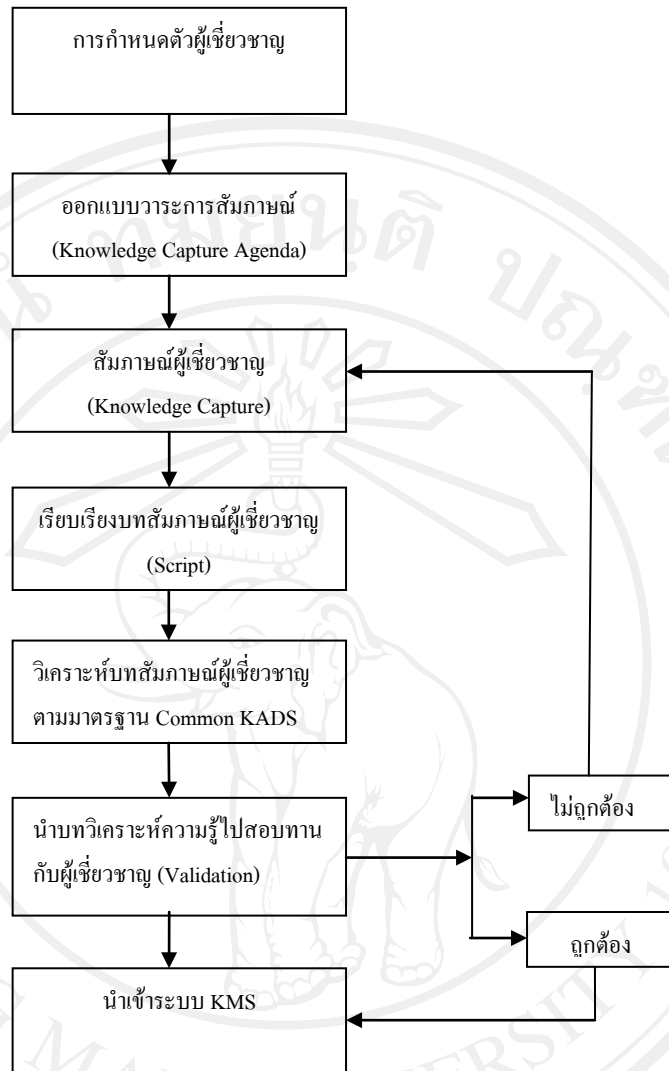 การกำหนดตัวผู้เชี่ยวชาญ
ออกแบบวาระการสัมภาษณ์
(Knowledge Capture Agenda)
สัมภาษณ์ผู้เชี่ยวชาญ
(Knowledge Capture)
เรียบเรียงบทสัมภาษณ์ผู้เชี่ยวชาญ
(Script)
วิเคราะห์บทสัมภาษณ์ผู้เชี่ยวชาญ
ตามมาตรฐาน Common KADS
นำบทวิเคราะห์ความรู้ไปสอบทาน
กับผู้เชี่ยวชาญ (Validation)
ไม่ถูกต้อง
ถูกต้อง
นำเข้าระบบ KMS